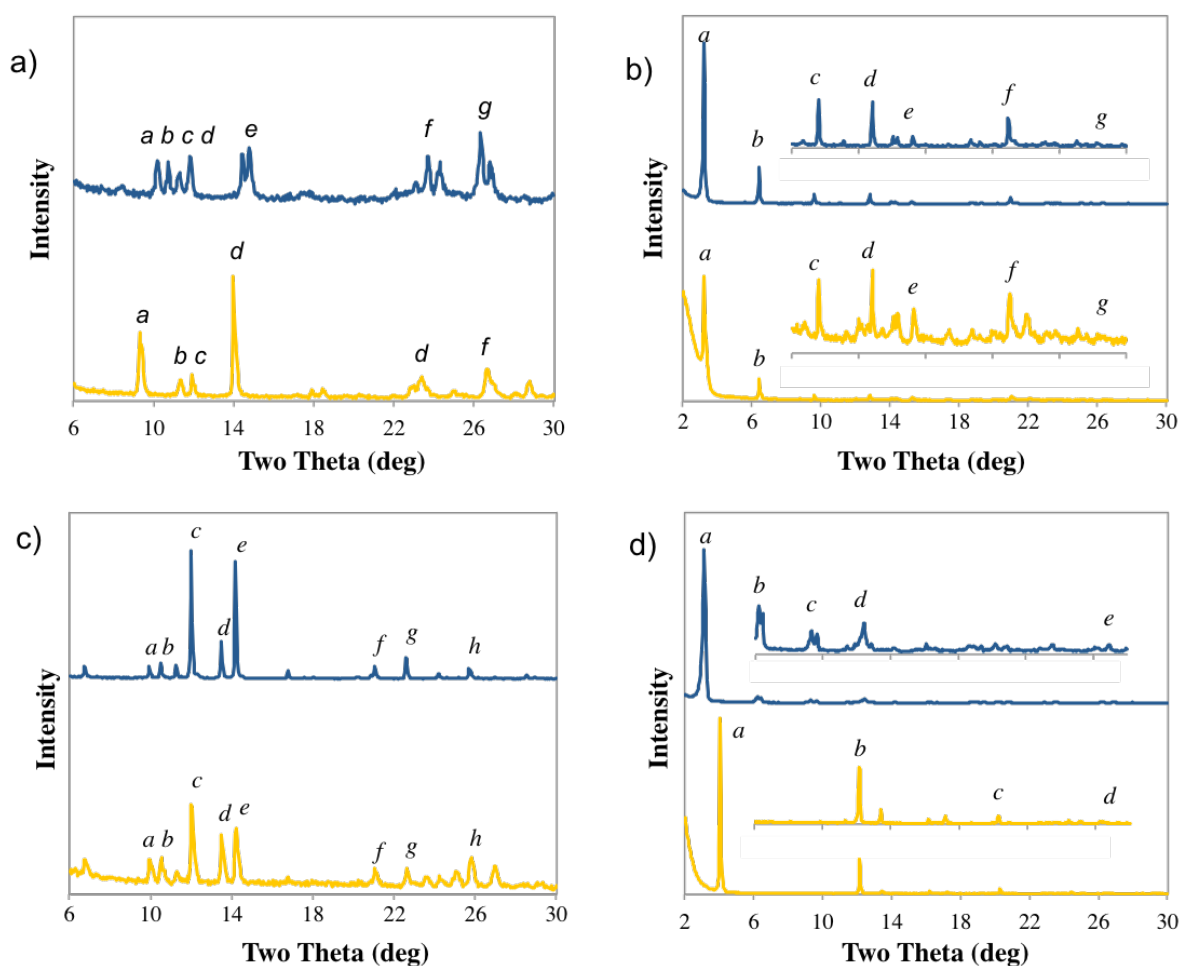 a)
a b c d e f g
a b c d d f
Intensity
6 10 14 18 22 26 30
Two Theta (deg)
b)
a b c d e f g
a b c d e f g
Intensity
2 6 10 14 18 22 26 30
Two Theta (deg)
c)
a b c d e f g h
a b c d e f g h
Intensity
6 10 14 18 22 26 30
Two Theta (deg)
d)
a b c d e
a b c d
Intensity
2 6 10 14 18 22 26 30
Two Theta (deg)